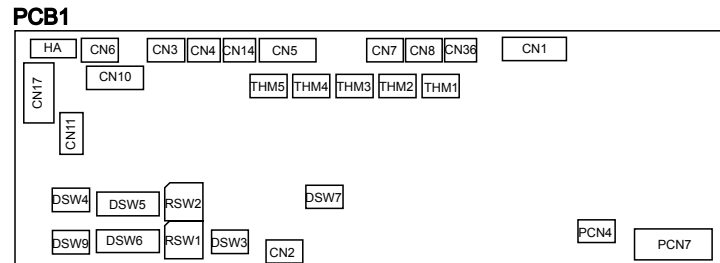 PCB1
HA CN6 CN3 CN4 CN14 CN5 CN7 CN8 CN36 CN1
CN17 CN10 THM5 THM4 THM3 THM2 THM1
CN11
DSW4 DSW5 RSW2 DSW7
DSW9 DSW6 RSW1 DSW3 CN2 PCN4 PCN7